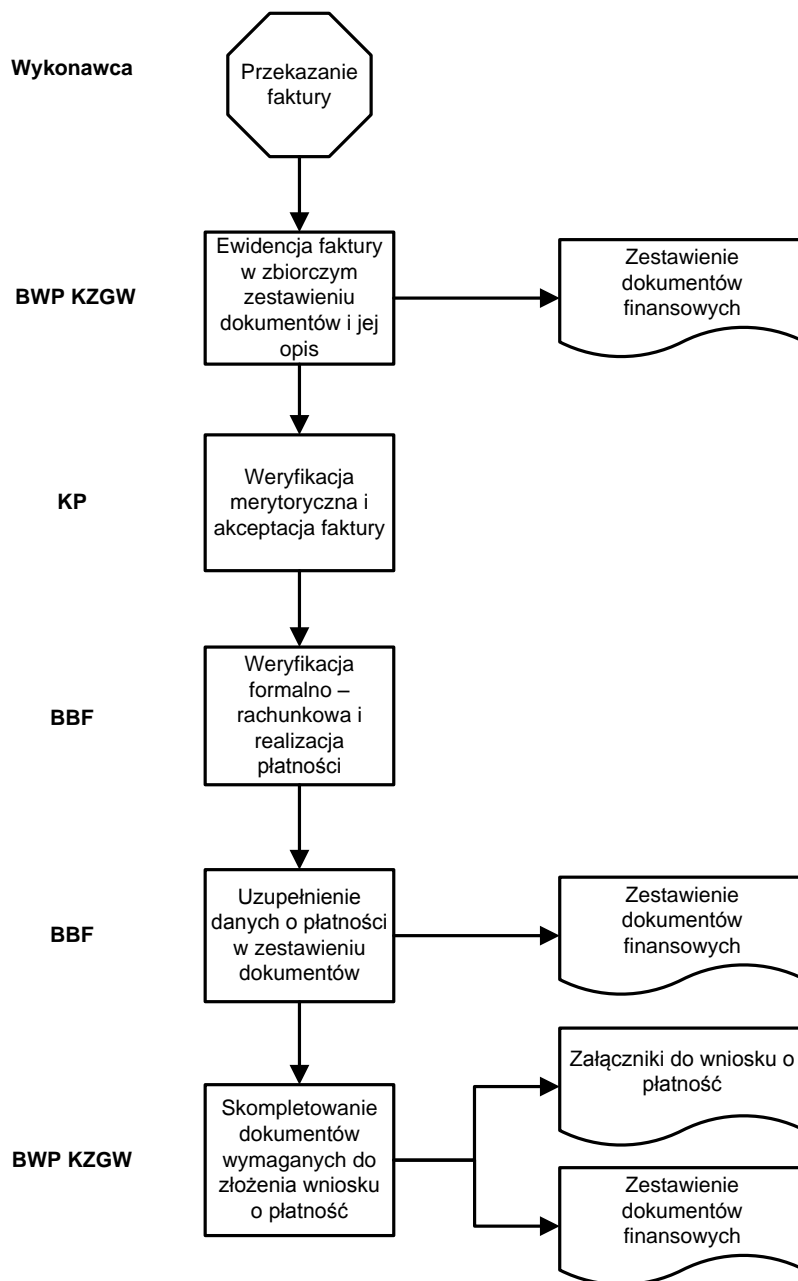 Wykonawca
Przekazanie
faktury
BWP KZGW
Ewidencja faktury
w zbiorczym
zestawieniu
dokumentów i jej
opis
Zestawienie
dokumentów
finansowych
KP
Weryfikacja
merytoryczna i
akceptacja faktury
BBF
Weryfikacja
formalno –
rachunkowa i
realizacja
płatności
BBF
Uzupełnienie
danych o płatności
w zestawieniu
dokumentów
Zestawienie
dokumentów
finansowych
BWP KZGW
Skompletowanie
dokumentów
wymaganych do
złożenia wniosku
o płatność
Załączniki do wniosku o
płatność
Zestawienie
dokumentów
finansowych